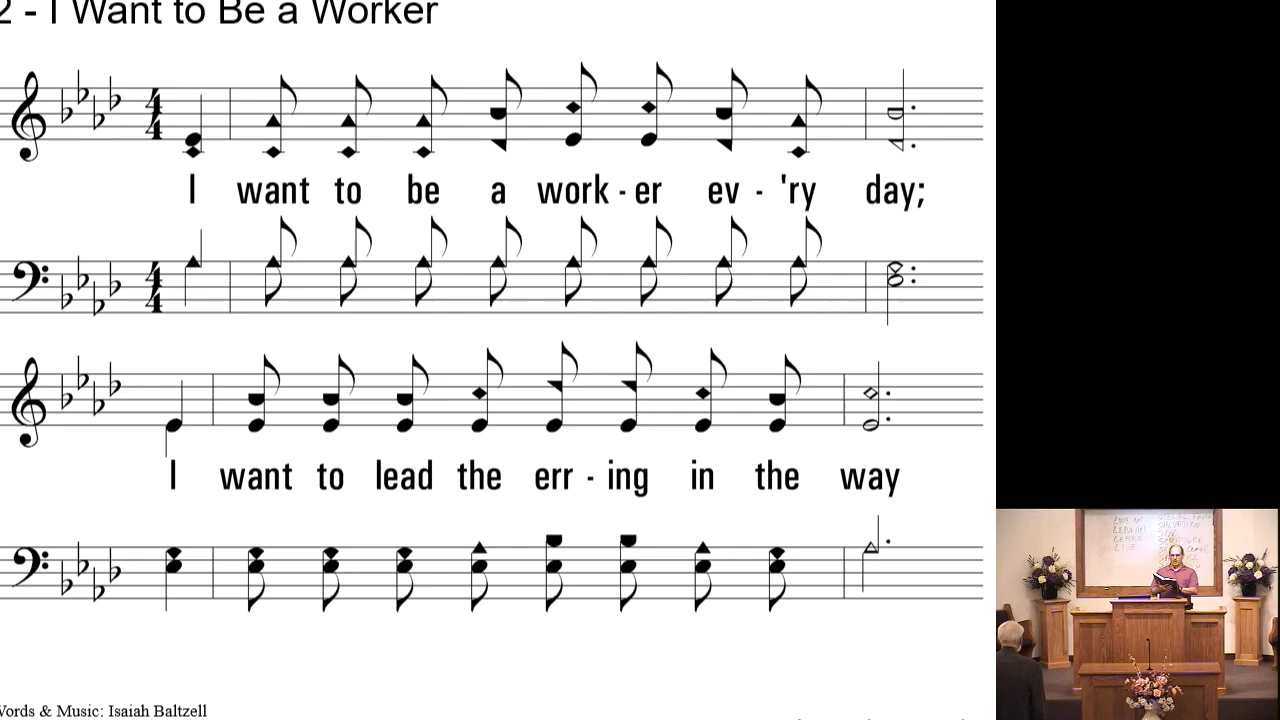 2 - I Want to Be a Worker
I want to be a work - er ev - 'ry day;
I want to lead the err - ing in the way
Words & Music: Isaiah Baltzell
LIVE